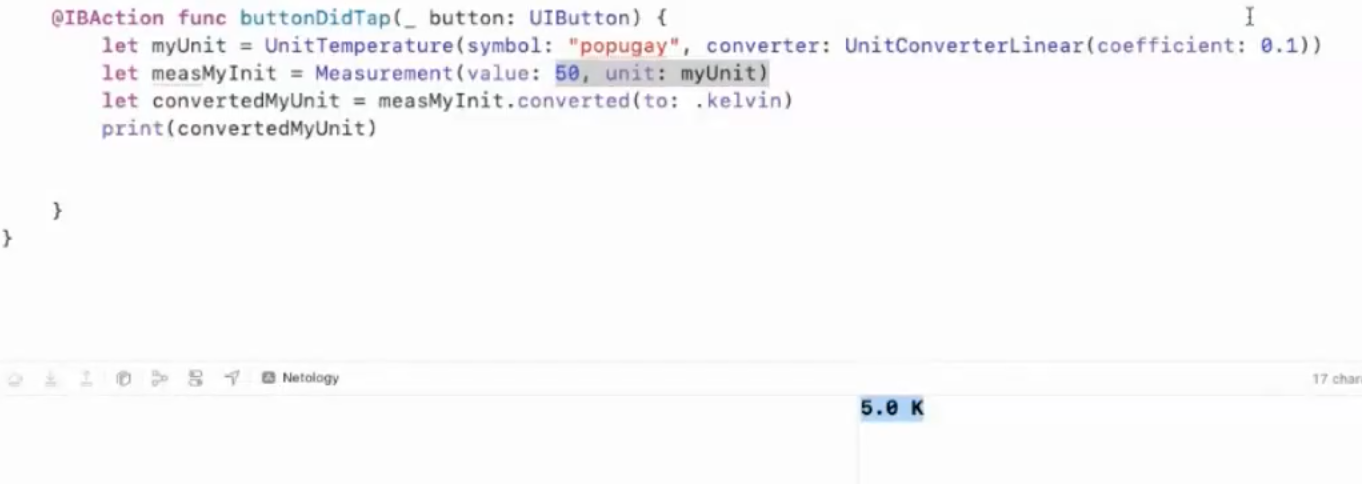 @IBAction func buttonDidTap(_ button: UIButton) {
let myUnit = UnitTemperature(symbol: "popugay", converter: UnitConverterLinear(coefficient: 0.1))
let measMyInit = Measurement(value: 50, unit: myUnit)
let convertedMyUnit = measMyInit.converted(to: .kelvin)
print(convertedMyUnit)
}
}
Netology
17 char
5.0 K